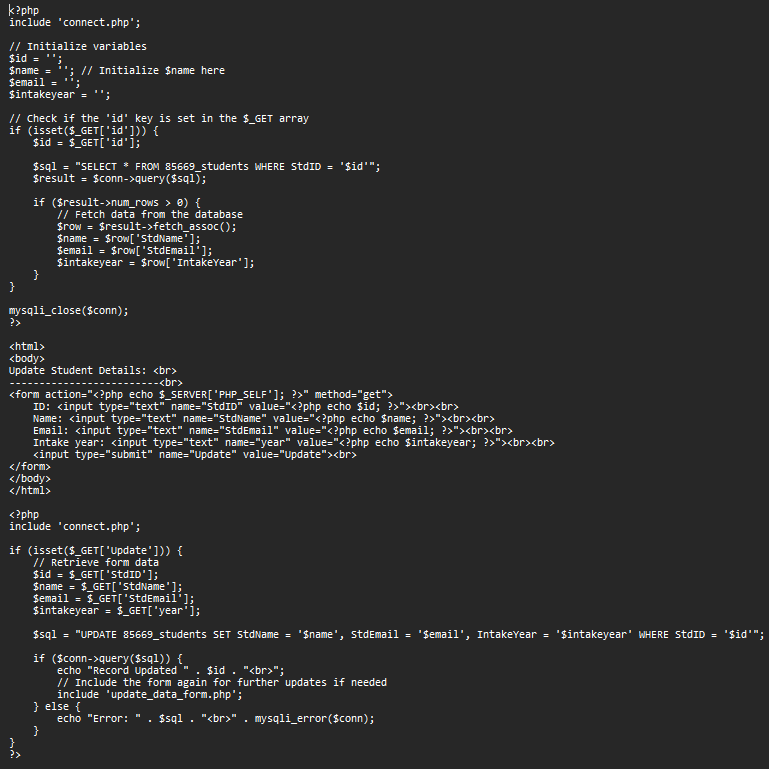 <?php
include 'connect.php';

// Initialize variables
$id = '';
$name = ''; // Initialize $name here
$email = '';
$intakeyear = '';

// Check if the 'id' key is set in the $_GET array
if (isset($_GET['id'])) {
    $id = $_GET['id'];

    $sql = "SELECT * FROM 85669_students WHERE StdID = '$id'";
    $result = $conn->query($sql);

    if ($result->num_rows > 0) {
        // Fetch data from the database
        $row = $result->fetch_assoc();
        $name = $row['StdName'];
        $email = $row['StdEmail'];
        $intakeyear = $row['IntakeYear'];
    }
}

mysqli_close($conn);
?>

<html>
<body>
Update Student Details: <br>
-------------------------<br>
<form action="<?php echo $_SERVER['PHP_SELF']; ?>" method="get">
    ID: <input type="text" name="StdID" value="<?php echo $id; ?>"><br><br>
    Name: <input type="text" name="StdName" value="<?php echo $name; ?>"><br><br>
    Email: <input type="text" name="StdEmail" value="<?php echo $email; ?>"><br><br>
    Intake year: <input type="text" name="year" value="<?php echo $intakeyear; ?>"><br><br>
    <input type="submit" name="Update" value="Update"><br>
</form>
</body>
</html>

<?php
include 'connect.php';

if (isset($_GET['Update'])) {
    // Retrieve form data
    $id = $_GET['StdID'];
    $name = $_GET['StdName'];
    $email = $_GET['StdEmail'];
    $intakeyear = $_GET['year'];

    $sql = "UPDATE 85669_students SET StdName = '$name', StdEmail = '$email', IntakeYear = '$intakeyear' WHERE StdID = '$id'";

    if ($conn->query($sql)) {
        echo "Record Updated " . $id . "<br>";
        // Include the form again for further updates if needed
        include 'update_data_form.php';
    } else {
        echo "Error: " . $sql . "<br>" . mysqli_error($conn);
    }
}
?>